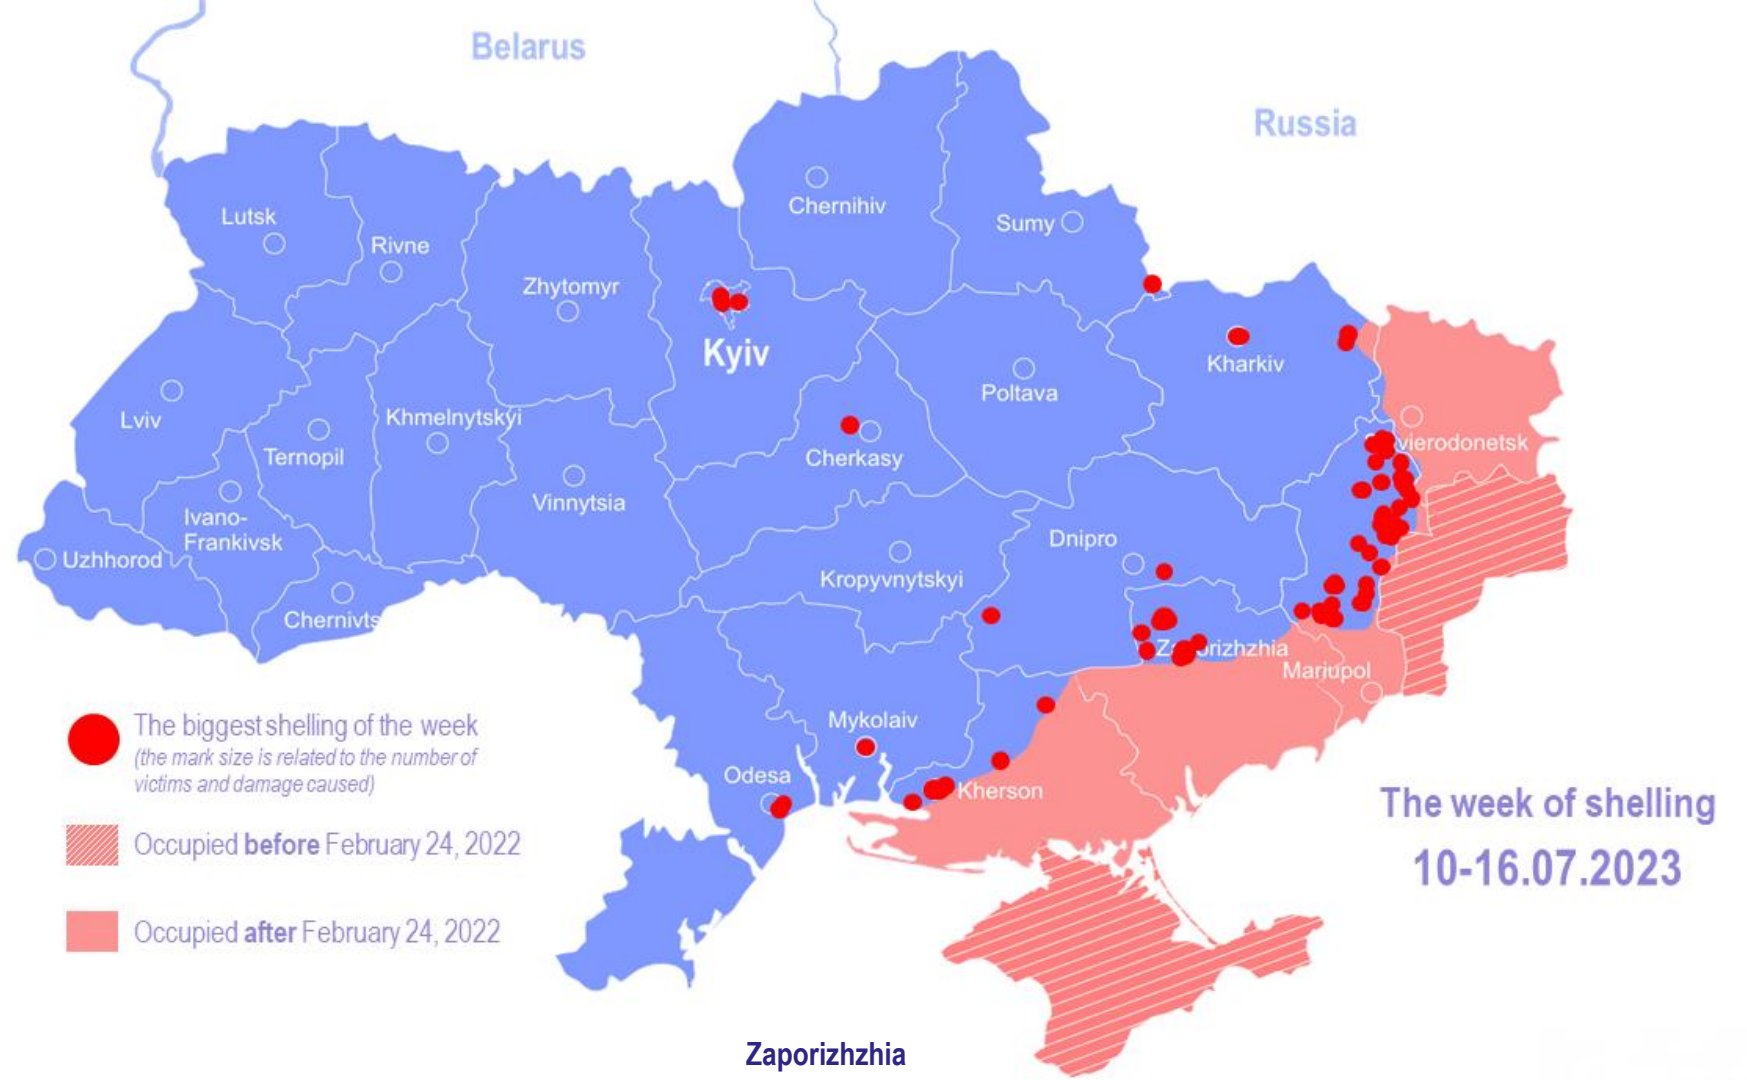 Belarus
Russia
Chernihiv
Lutsk
Sumy
Rivne
Zhytomyr
Kyiv
Kharkiv
Poltava
Lviv
Khmelnytskyi
vierodonetsk
Ternopil
Cherkasy
Vinnytsia
Ivano-
Frankivsk
Dnipro
Uzhhorod
Kropyvnytskyi
Chernivts
Za orizhzhia
Mariupol
Mykolaiv
Odesa
Kherson
The biggest shelling of the week
(the mark size is related to the number of
victims and damage caused)
Occupied before February 24, 2022
Occupied after February 24, 2022
The week of shelling
10-16.07.2023
Zaporizhzhia